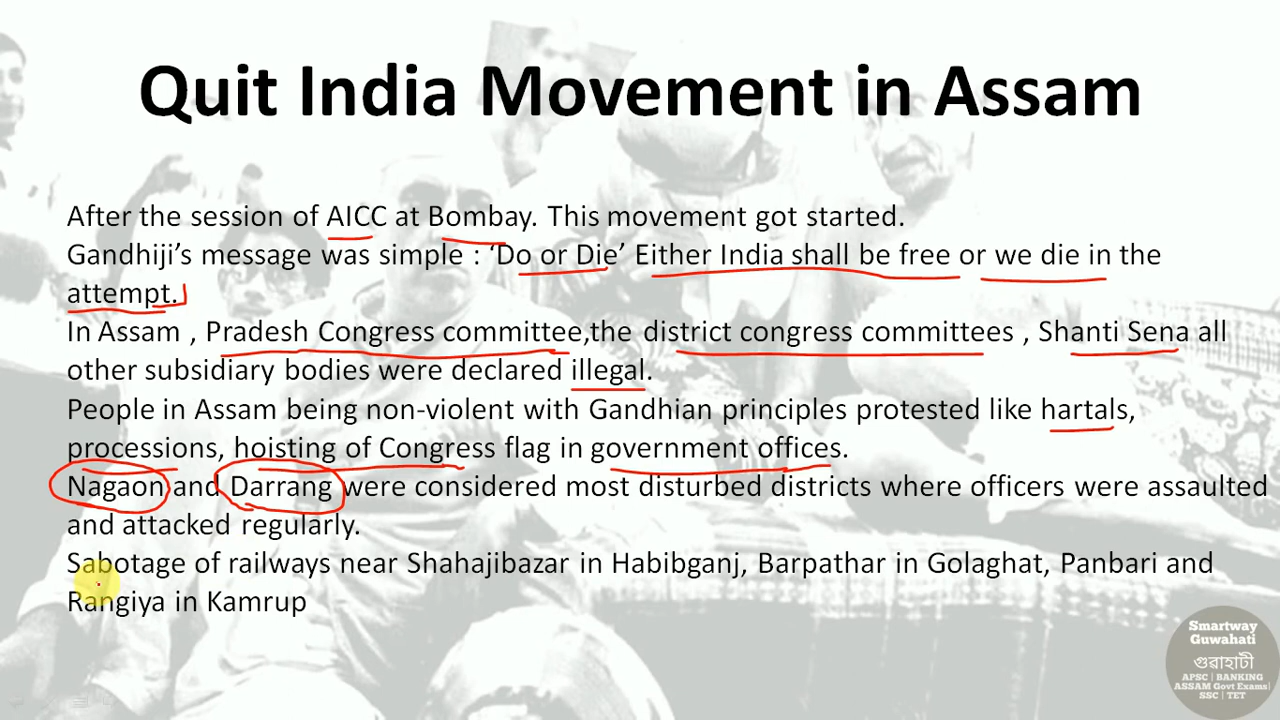 Quit India Movement in Assam
After the session of AICC at Bombay. This movement got started.
Gandhiji’s message was simple : ‘Do or Die’ Either India shall be free or we die in the
attempt.
In Assam , Pradesh Congress committee,the district congress committees , Shanti Sena all
other subsidiary bodies were declared illegal.
People in Assam being non-violent with Gandhian principles protested like hartals,
processions, hoisting of Congress flag in government offices.
Nagaon and Darrang were considered most disturbed districts where officers were assaulted
and attacked regularly.
Sabotage of railways near Shahajibazar in Habibganj, Barpathar in Golaghat, Panbari and
Rangiya in Kamrup
Smartway
Guwahati
গুৱাহাটী
APSC | BANKING
ASSAM Govt Exams|
SSC | TET